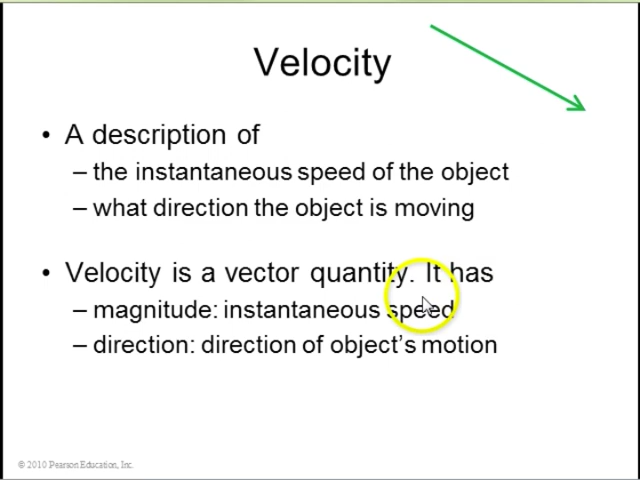 Velocity
• A description of
– the instantaneous speed of the object
– what direction the object is moving
• Velocity is a vector quantity. It has
– magnitude: instantaneous speed
– direction: direction of object's motion
© 2010 Pearson Education, Inc.